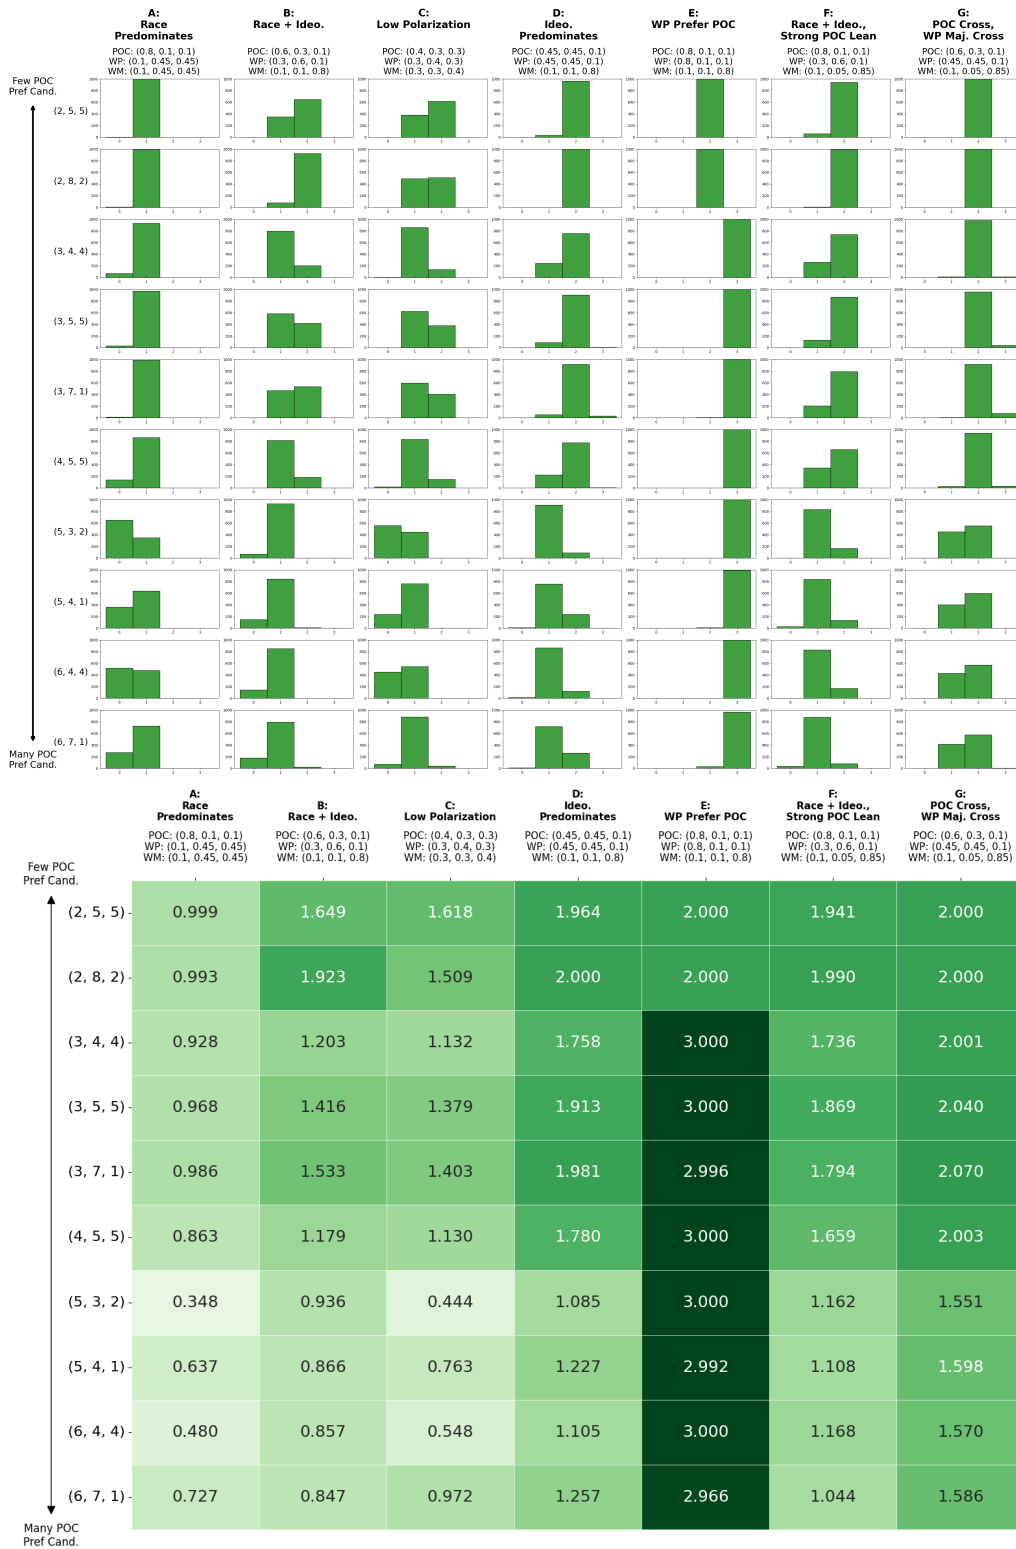 A:
Race
Predominates
POC: (0.8, 0.1, 0.1)
WP: (0.1, 0.45, 0.45)
WM: (0.1, 0.45, 0.45)
B:
Race + Ideo.
POC: (0.6, 0.3, 0.1)
WP: (0.3, 0.6, 0.1)
WM: (0.1, 0.1, 0.8)
C:
Low Polarization
POC: (0.4, 0.3, 0.3)
WP: (0.3, 0.4, 0.3)
WM: (0.3, 0.3, 0.4)
D:
Ideo.
Predominates
POC: (0.45, 0.45, 0.1)
WP: (0.45, 0.45, 0.1)
WM: (0.1, 0.1, 0.8)
E:
WP Prefer POC
POC: (0.8, 0.1, 0.1)
WP: (0.8, 0.1, 0.1)
WM: (0.1, 0.1, 0.8)
F:
Race + Ideo.,
Strong POC Lean
POC: (0.8, 0.1, 0.1)
WP: (0.3, 0.6, 0.1)
WM: (0.1, 0.05, 0.85)
G:
POC Cross,
WP Maj. Cross
POC: (0.6, 0.3, 0.1)
WP: (0.45, 0.45, 0.1)
WM: (0.1, 0.05, 0.85)
Few POC
Pref Cand.
(2, 5, 5)
(2, 8, 2)
(3, 4, 4)
(3, 5, 5)
(3, 7, 1)
(4, 5, 5)
(5, 3, 2)
(5, 4, 1)
(6, 4, 4)
(6, 7, 1)
Many POC
Pref Cand.
A:
Race
Predominates
POC: (0.8, 0.1, 0.1)
WP: (0.1, 0.45, 0.45)
WM: (0.1, 0.45, 0.45)
B:
Race + Ideo.
POC: (0.6, 0.3, 0.1)
WP: (0.3, 0.6, 0.1)
WM: (0.1, 0.1, 0.8)
C:
Low Polarization
POC: (0.4, 0.3, 0.3)
WP: (0.3, 0.4, 0.3)
WM: (0.3, 0.3, 0.4)
D:
Ideo.
Predominates
POC: (0.45, 0.45, 0.1)
WP: (0.45, 0.45, 0.1)
WM: (0.1, 0.1, 0.8)
E:
WP Prefer POC
POC: (0.8, 0.1, 0.1)
WP: (0.8, 0.1, 0.1)
WM: (0.1, 0.1, 0.8)
F:
Race + Ideo.,
Strong POC Lean
POC: (0.8, 0.1, 0.1)
WP: (0.3, 0.6, 0.1)
WM: (0.1, 0.05, 0.85)
G:
POC Cross,
WP Maj. Cross
POC: (0.6, 0.3, 0.1)
WP: (0.45, 0.45, 0.1)
WM: (0.1, 0.05, 0.85)
Few POC
Pref Cand.
(2, 5, 5) 0.999 1.649 1.618 1.964 2.000 1.941 2.000
(2, 8, 2) 0.993 1.923 1.509 2.000 2.000 1.990 2.000
(3, 4, 4) 0.928 1.203 1.132 1.758 3.000 1.736 2.001
(3, 5, 5) 0.968 1.416 1.379 1.913 3.000 1.869 2.040
(3, 7, 1) 0.986 1.533 1.403 1.981 2.996 1.794 2.070
(4, 5, 5) 0.863 1.179 1.130 1.780 3.000 1.659 2.003
(5, 3, 2) 0.348 0.936 0.444 1.085 3.000 1.162 1.551
(5, 4, 1) 0.637 0.866 0.763 1.227 2.992 1.108 1.598
(6, 4, 4) 0.480 0.857 0.548 1.105 3.000 1.168 1.570
(6, 7, 1) 0.727 0.847 0.972 1.257 2.966 1.044 1.586
Many POC
Pref Cand.